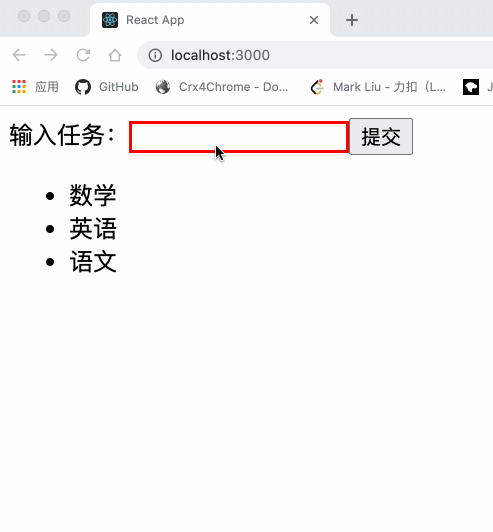 React App
localhost:3000
应用 GitHub Crx4Chrome - Do... Mark Liu - 力扣（L... J
输入任务： 提交
数学
英语
语文